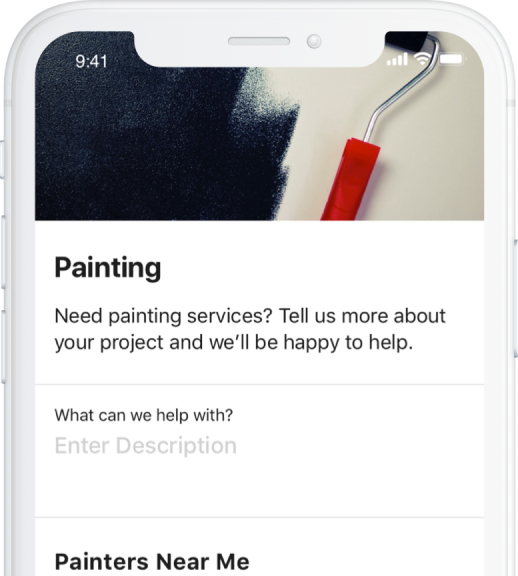 9:41
Painting
Need painting services? Tell us more about
your project and we’ll be happy to help.
What can we help with?
Enter Description
Painters Near Me